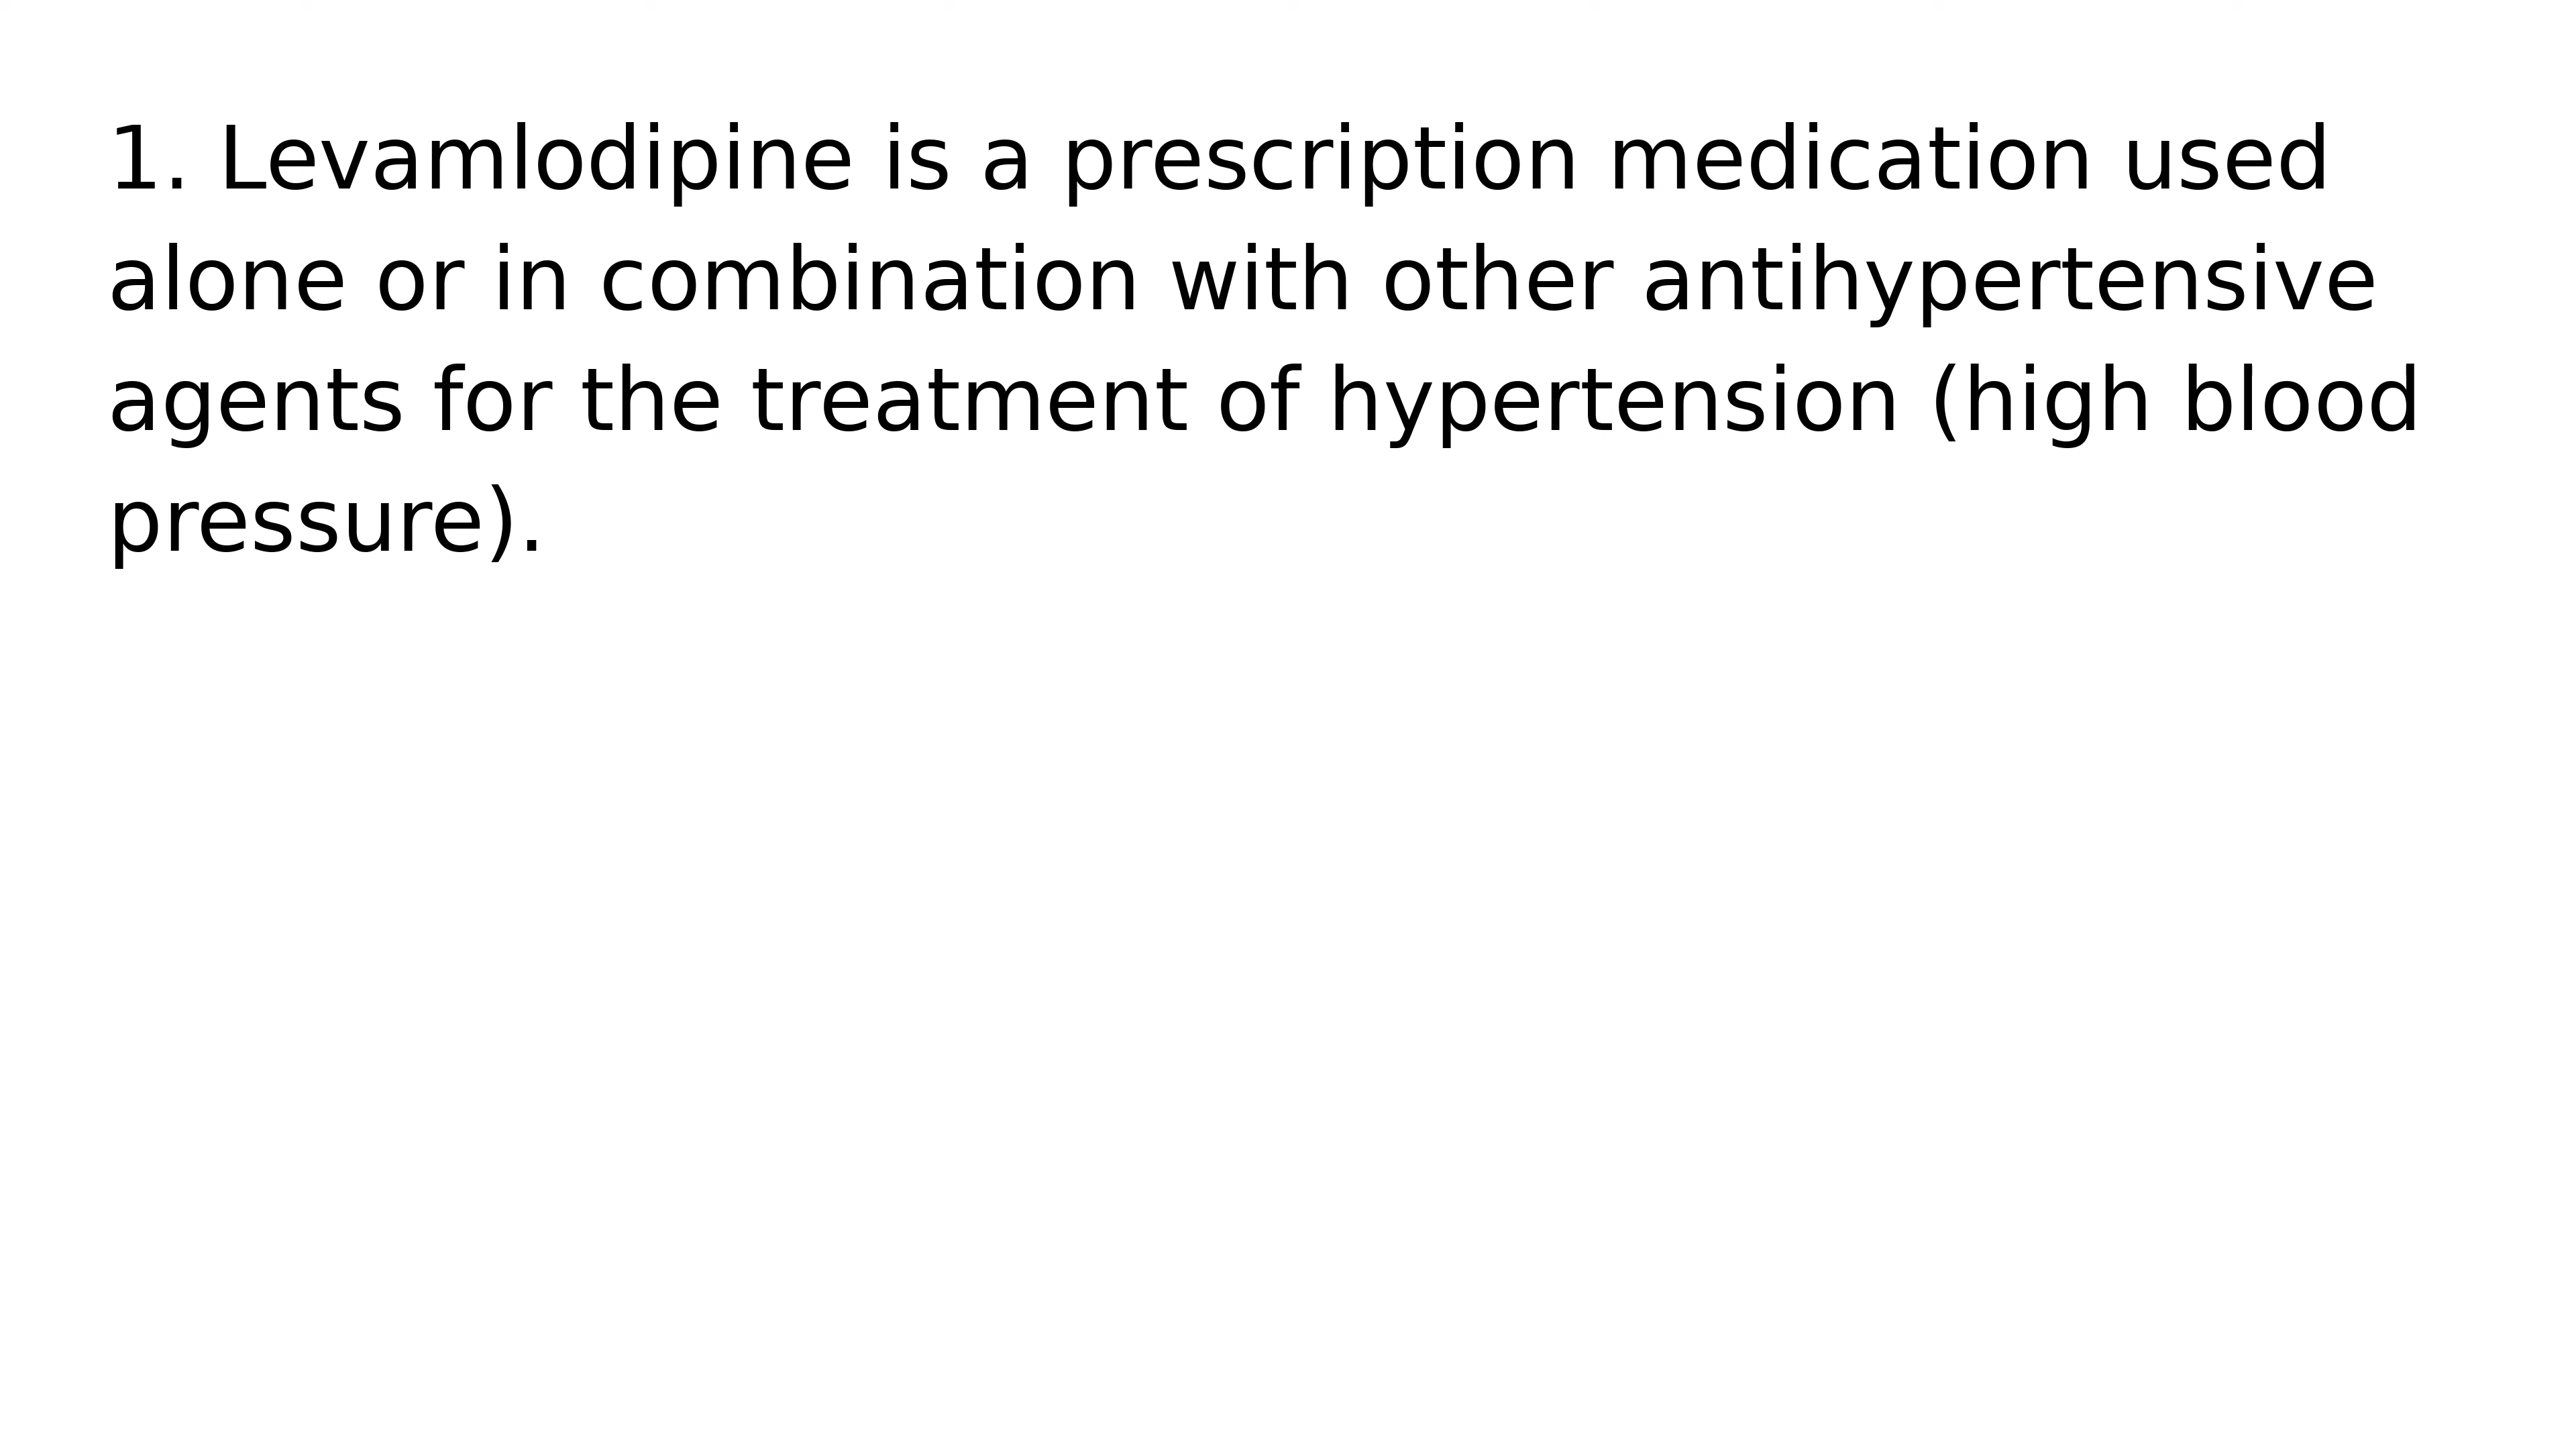 1. Levamlodipine is a prescription medication used
alone or in combination with other antihypertensive
agents for the treatment of hypertension (high blood
pressure).